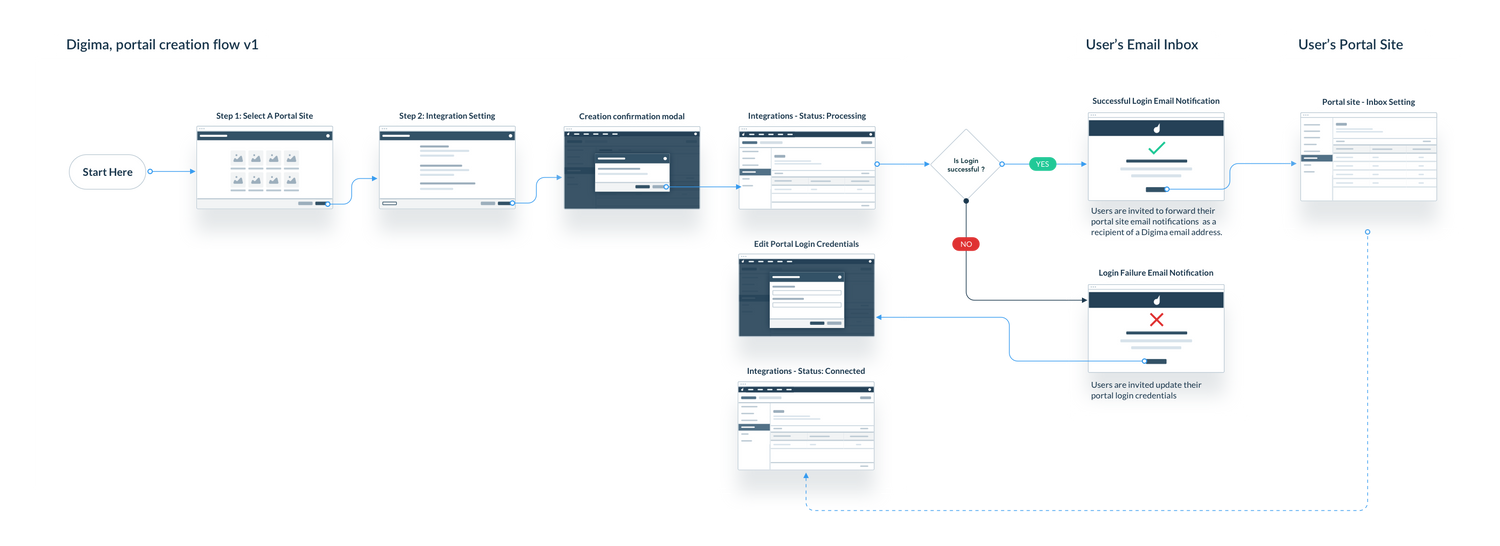 Digima, portail creation flow v1
User's Email Inbox
User's Portal Site
Start Here
Step 1: Select A Portal Site
Step 2: Integration Setting
Creation confirmation modal
Integrations - Status: Processing
Is Login
successful ?
YES
NO
Successful Login Email Notification
Users are invited to forward their
portal site email notifications as a
recipient of a Digima email address.
Portal site - Inbox Setting
Edit Portal Login Credentials
Login Failure Email Notification
Users are invited update their
portal login credentials
Integrations - Status: Connected